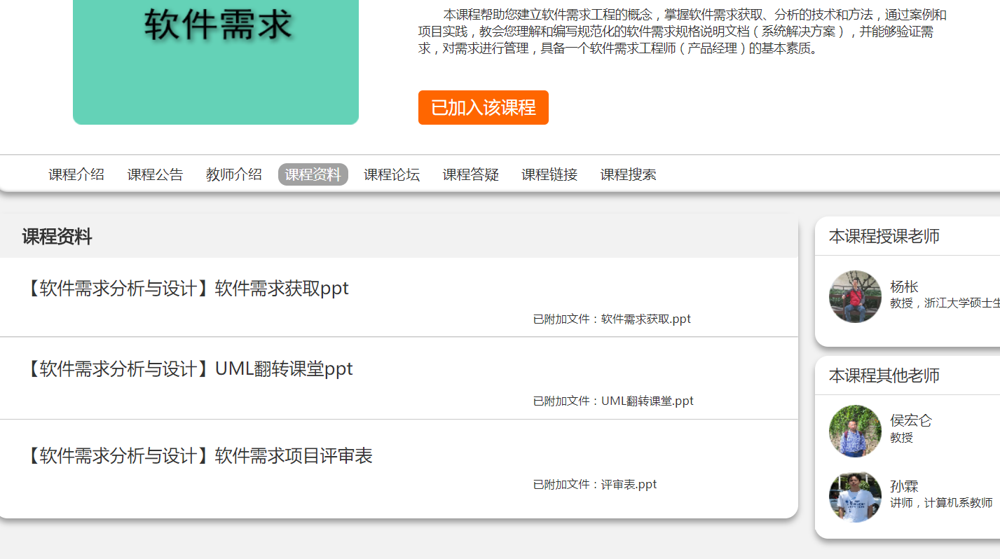 软件需求
本课程帮助您建立软件需求工程的概念，掌握软件需求获取、分析的技术和方法，通过案例和
项目实践，教会您理解和编写规范化的软件需求规格说明文档（系统解决方案），并能够验证需
求，对需求进行管理，具备一个软件需求工程师（产品经理）的基本素质。
已加入该课程
课程介绍 课程公告 教师介绍 课程资料 课程论坛 课程答疑 课程链接 课程搜索
课程资料
【软件需求分析与设计】软件需求获取ppt
已附加文件：软件需求获取.ppt
【软件需求分析与设计】UML翻转课堂ppt
已附加文件：UML翻转课堂.ppt
【软件需求分析与设计】软件需求项目评审表
已附加文件：评审表.ppt
本课程授课老师
杨枨
教授，浙江大学硕士生
本课程其他老师
侯宏仑
教授
孙霖
讲师，计算机系教师